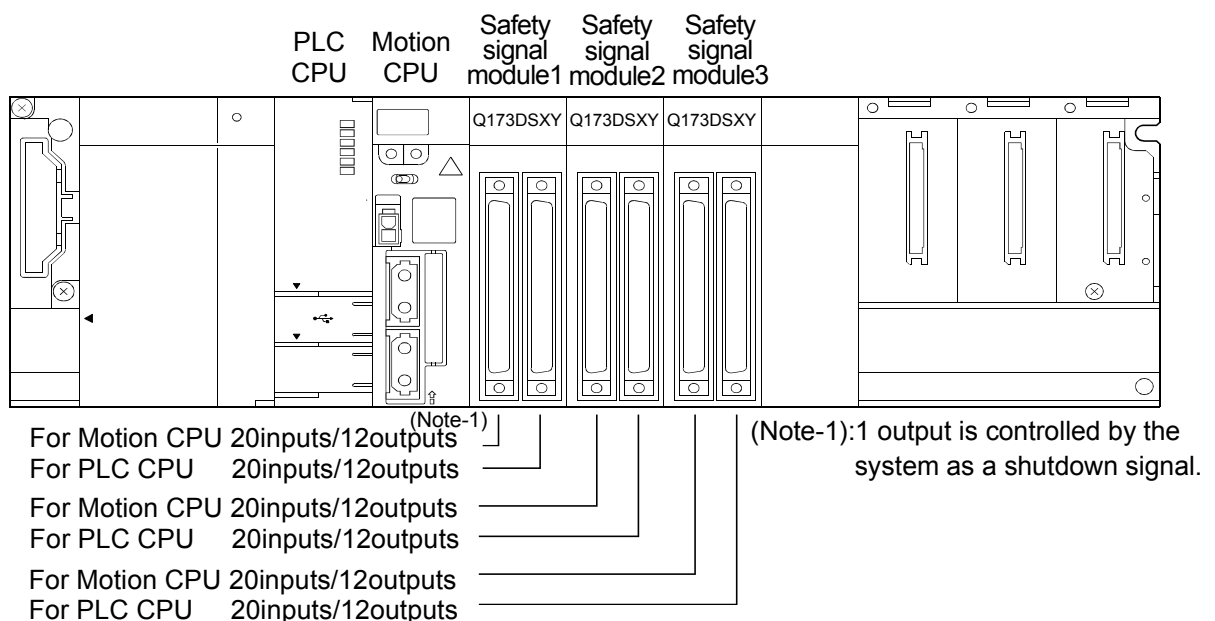 PLC CPU
Motion CPU
Safety signal module1
Safety signal module2
Safety signal module3
Q173DSXY Q173DSXY Q173DSXY
(Note-1)
For Motion CPU 20inputs/12outputs
For PLC CPU 20inputs/12outputs
For Motion CPU 20inputs/12outputs
For PLC CPU 20inputs/12outputs
For Motion CPU 20inputs/12outputs
For PLC CPU 20inputs/12outputs
(Note-1):1 output is controlled by the
system as a shutdown signal.